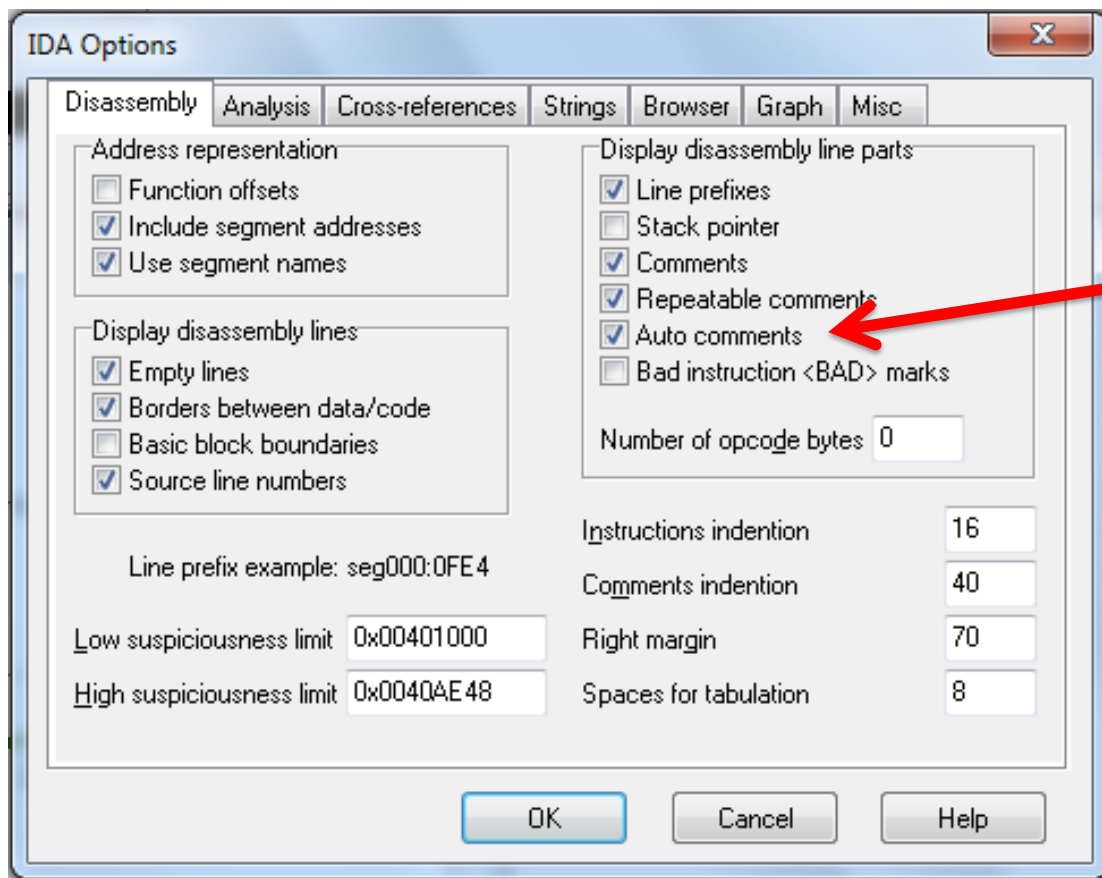 IDA Options
Disassembly Analysis Cross-references Strings Browser Graph Misc
Address representation
Function offsets
Include segment addresses
Use segment names
Display disassembly lines
Empty lines
Borders between data/code
Basic block boundaries
Source line numbers
Line prefix example: seg000:0FE4
Low suspiciousness limit 0x00401000
High suspiciousness limit 0x0040AE48
Display disassembly line parts
Line prefixes
Stack pointer
Comments
Repeatable comments
Auto comments
Bad instruction <BAD> marks
Number of opcode bytes 0
Instructions indention 16
Comments indention 40
Right margin 70
Spaces for tabulation 8
OK Cancel Help